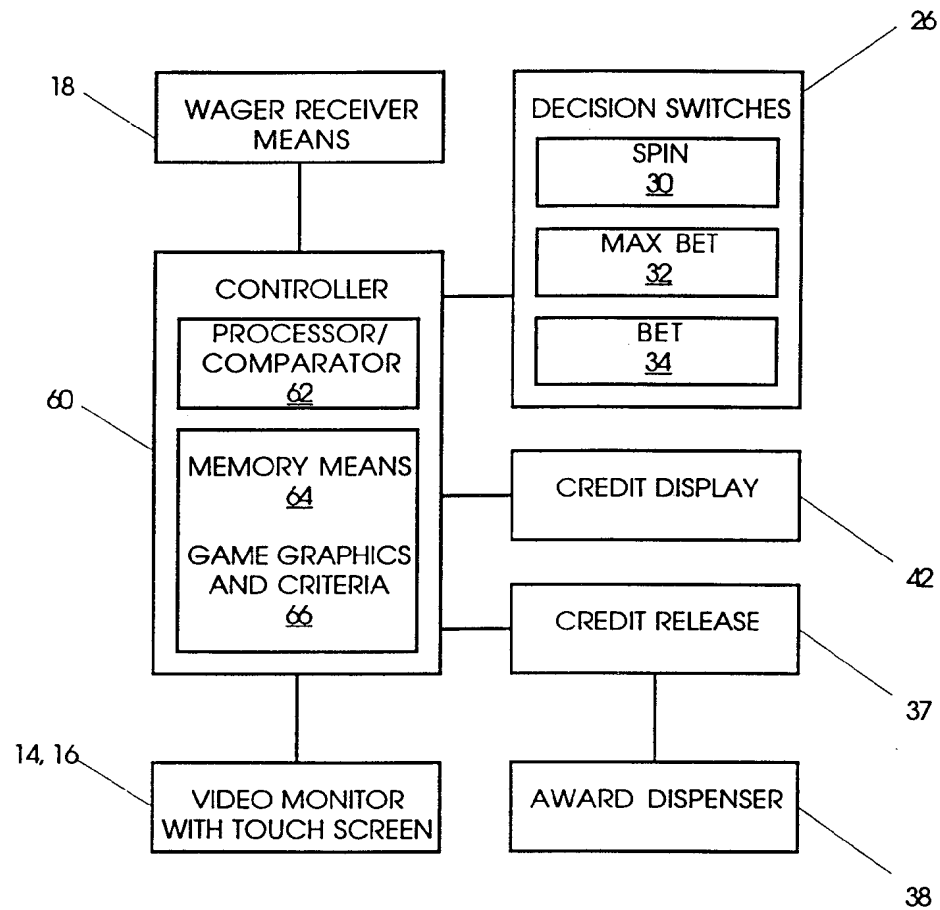 26
18
WAGER RECEIVER
MEANS
DECISION SWITCHES
SPIN
30
MAX BET
32
BET
34
CONTROLLER
PROCESSOR/
COMPARATOR
62
60
MEMORY MEANS
64
GAME GRAPHICS
AND CRITERIA
66
CREDIT DISPLAY
42
CREDIT RELEASE
37
14, 16
VIDEO MONITOR
WITH TOUCH SCREEN
AWARD DISPENSER
38